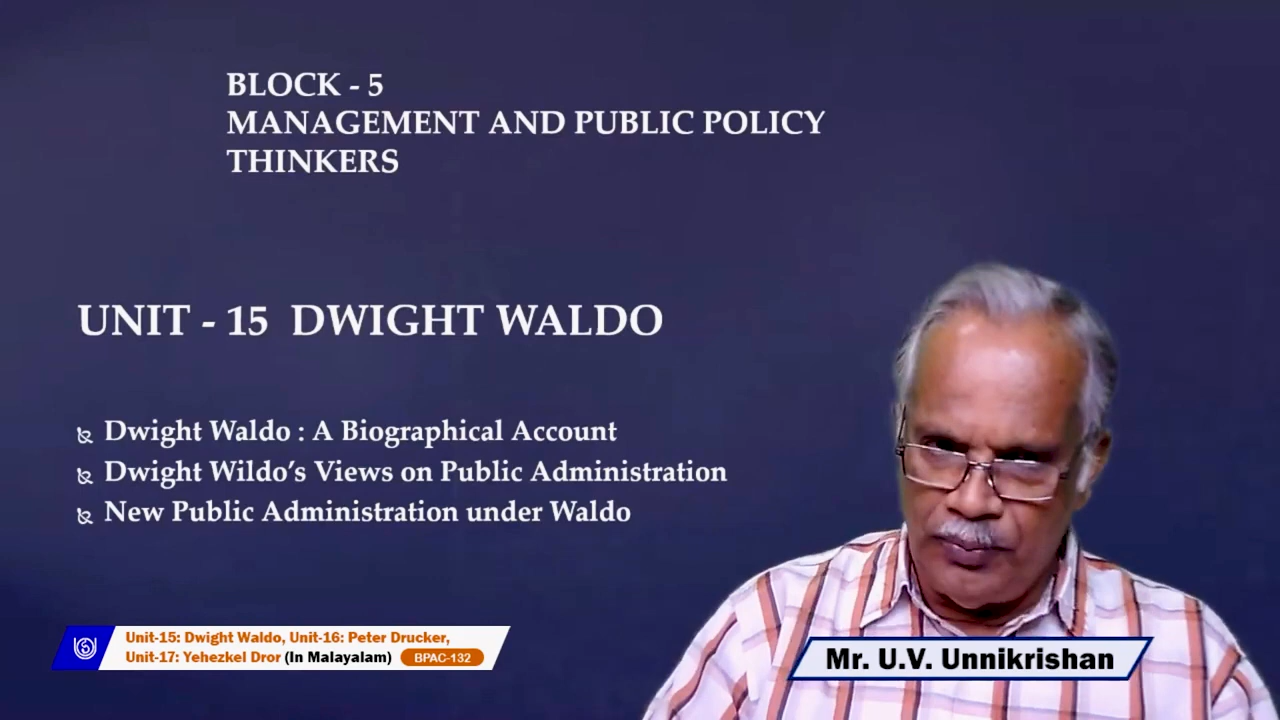 BLOCK - 5
MANAGEMENT AND PUBLIC POLICY
THINKERS
UNIT - 15 DWIGHT WALDO
Dwight Waldo : A Biographical Account
Dwight Wildo's Views on Public Administration
New Public Administration under Waldo
Unit-15: Dwight Waldo, Unit-16: Peter Drucker,
Unit-17: Yehezkel Dror (In Malayalam) BPAC-132
Mr. U.V. Unnikrishan